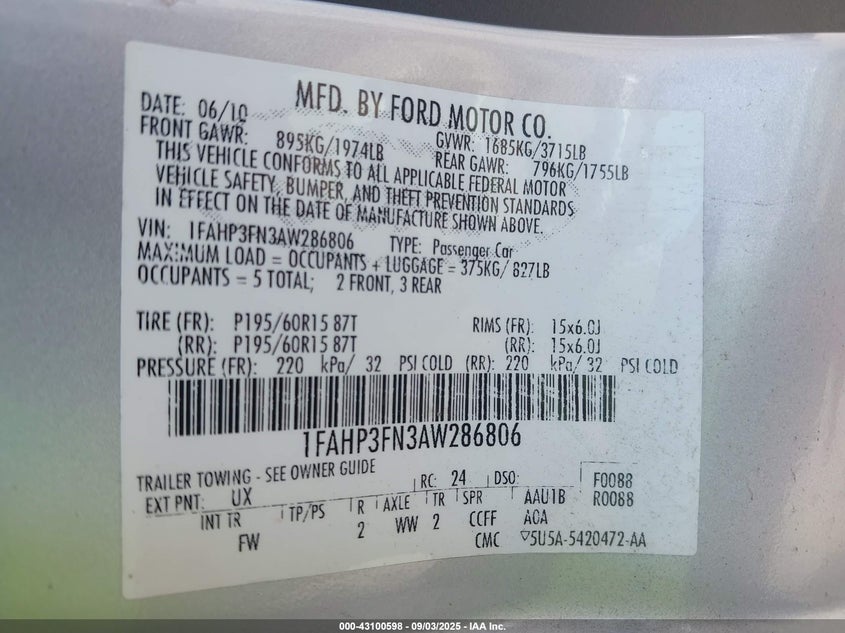 MFD. BY FORD MOTOR CO.
DATE: 06/10
FRONT GAWR: 895KG/1974LB
GVWR: 1685KG/3715LB
REAR GAWR: 796KG/1755LB
THIS VEHICLE CONFORMS TO ALL APPLICABLE FEDERAL MOTOR
VEHICLE SAFETY, BUMPER, AND THEFT PREVENTION STANDARDS
IN EFFECT ON THE DATE OF MANUFACTURE SHOWN ABOVE.
VIN: 1FAHP3FN3AW286806 TYPE: Passenger Car
MAXIMUM LOAD = OCCUPANTS + LUGGAGE = 375KG/ 827LB
OCCUPANTS = 5 TOTAL; 2 FRONT, 3 REAR
TIRE (FR): P195/60R15 87T RIMS (FR): 15x6.0J
(RR): P195/60R15 87T (RR): 15x6.0J
PRESSURE (FR): 220 kPa/ 32 PSI COLD (RR): 220 kPa/ 32 PSI COLD
1FAHP3FN3AW286806
TRAILER TOWING - SEE OWNER GUIDE RC: 24 DSO: F0088
EXT PNT: UX R0088
INT TR TP/PS R AXLE TR SPR AAU1B
FW 2 WW 2 CCFF AOA
CMC ▽5U5A-5420472-AA
000-43100598 - 09/03/2025 - IAA Inc.